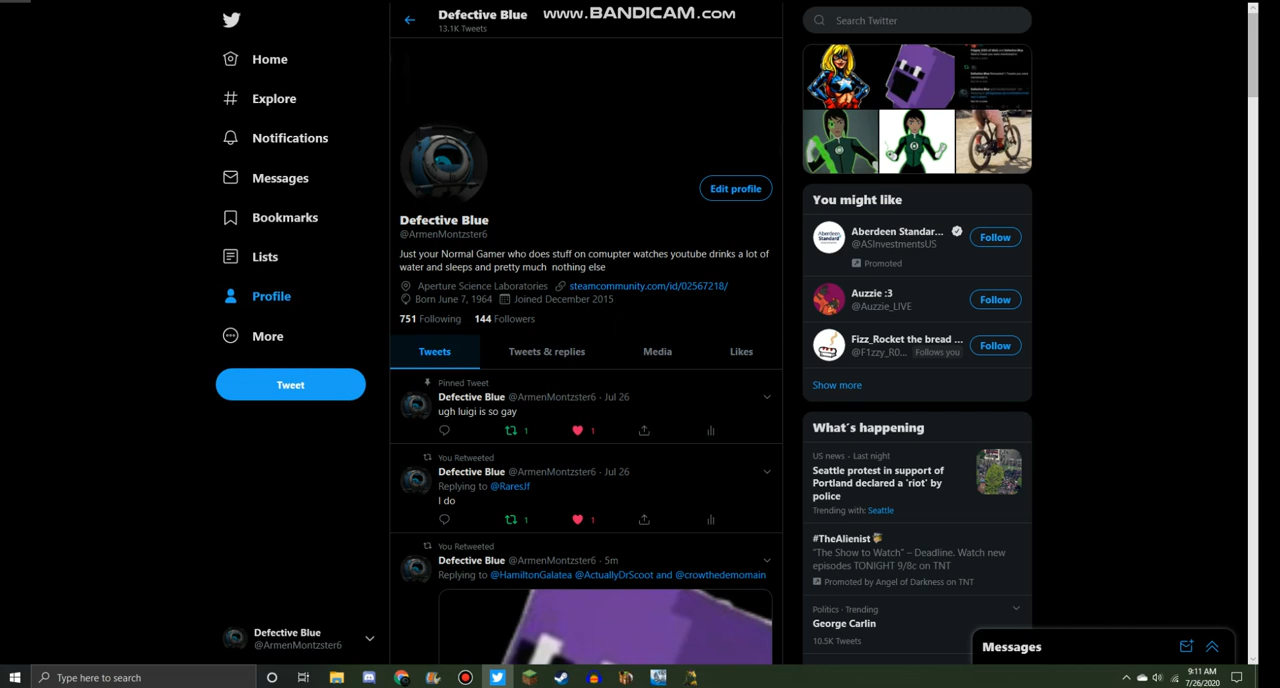 www.BANDICAM.com
Defective Blue
13.1K Tweets
Search Twitter
Home
Explore
Notifications
Messages
Bookmarks
Lists
Profile
More
Tweet
Edit profile
Defective Blue
@ArmenMontzster6
Just your Normal Gamer who does stuff on comupter watches youtube drinks a lot of
water and sleeps and pretty much nothing else
Aperture Science Laboratories steamcommunity.com/id/02567218/
Born June 7, 1964 Joined December 2015
751 Following 144 Followers
Tweets Tweets & replies Media Likes
Pinned Tweet
Defective Blue @ArmenMontzster6 · Jul 26
ugh luigi is so gay
1 1
You Retweeted
Defective Blue @ArmenMontzster6 · Jul 26
Replying to @RaresJf
I do
1 1
You Retweeted
Defective Blue @ArmenMontzster6 · 5m
Replying to @HamiltonGalatea @ActuallyDrScoot and @crowthedemomain
You might like
Aberdeen Standar...
@ASInvestmentsUS
Follow
Promoted
Auzzie :3
@Auzzie_LIVE
Follow
Fizz_Rocket the bread ...
@F1zzy_R0... Follows you
Follow
Show more
What's happening
US news · Last night
Seattle protest in support of
Portland declared a 'riot' by
police
Trending with: Seattle
#TheAlienist
"The Show to Watch" – Deadline. Watch new
episodes TONIGHT 9/8c on TNT
Promoted by Angel of Darkness on TNT
Politics · Trending
George Carlin
10.5K Tweets
Messages
Defective Blue
@ArmenMontzster6
Type here to search
9:11 AM
7/26/2020